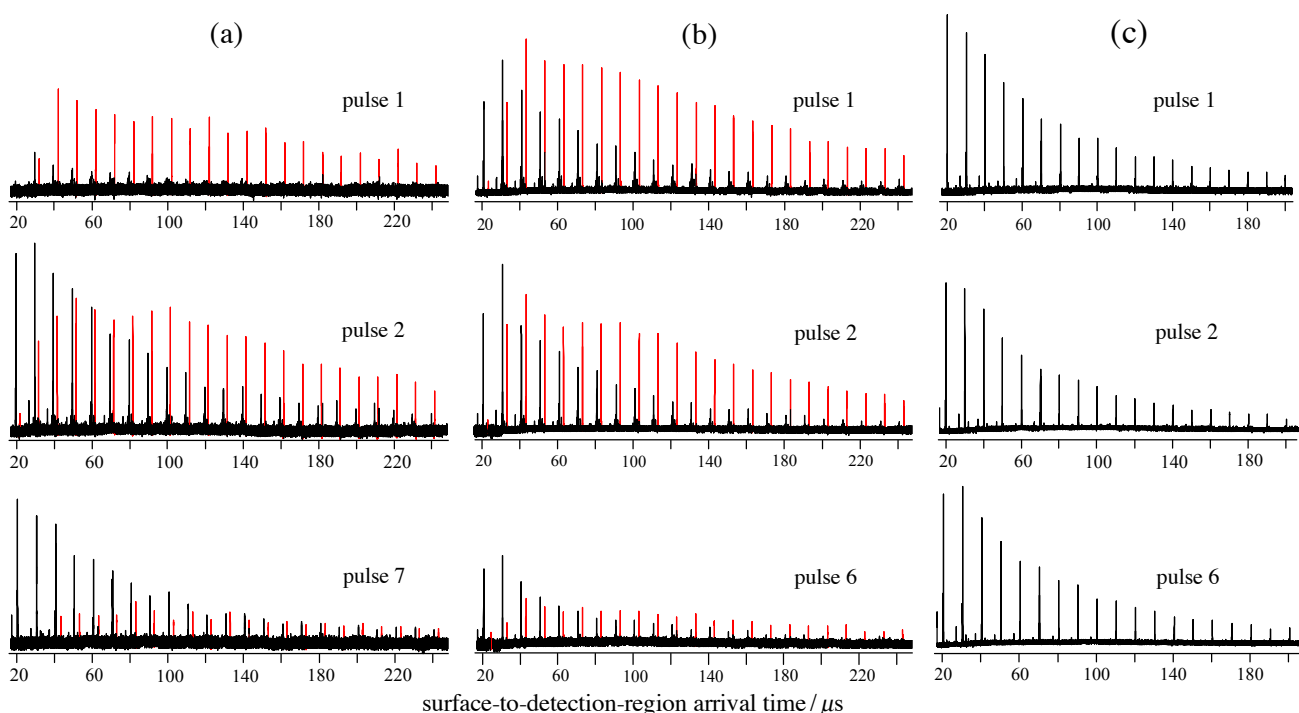 (a) (b) (c)
pulse 1 pulse 1 pulse 1
20 60 100 140 180 220 20 60 100 140 180 220 20 60 100 140 180
pulse 2 pulse 2 pulse 2
20 60 100 140 180 220 20 60 100 140 180 220 20 60 100 140 180
pulse 7 pulse 6 pulse 6
20 60 100 140 180 220 20 60 100 140 180 220 20 60 100 140 180
surface-to-detection-region arrival time / μs